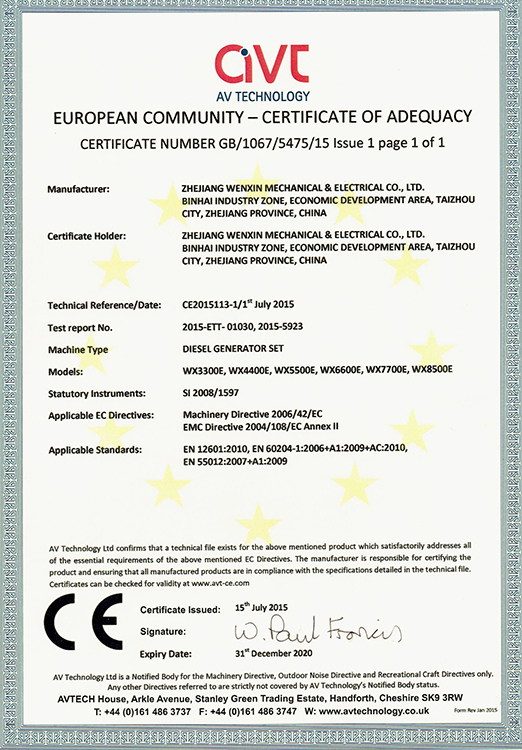 avt
AV TECHNOLOGY
EUROPEAN COMMUNITY – CERTIFICATE OF ADEQUACY
CERTIFICATE NUMBER GB/1067/5475/15 Issue 1 page 1 of 1
Manufacturer: ZHEJIANG WENXIN MECHANICAL & ELECTRICAL CO., LTD.
BINHAI INDUSTRY ZONE, ECONOMIC DEVELOPMENT AREA, TAIZHOU
CITY, ZHEJIANG PROVINCE, CHINA
Certificate Holder: ZHEJIANG WENXIN MECHANICAL & ELECTRICAL CO., LTD.
BINHAI INDUSTRY ZONE, ECONOMIC DEVELOPMENT AREA, TAIZHOU
CITY, ZHEJIANG PROVINCE, CHINA
Technical Reference/Date: CE2015113-1/1st July 2015
Test report No. 2015-ETT- 01030, 2015-5923
Machine Type DIESEL GENERATOR SET
Models: WX3300E, WX4400E, WX5500E, WX6600E, WX7700E, WX8500E
Statutory Instruments: SI 2008/1597
Applicable EC Directives: Machinery Directive 2006/42/EC
EMC Directive 2004/108/EC Annex II
Applicable Standards: EN 12601:2010, EN 60204-1:2006+A1:2009+AC:2010,
EN 55012:2007+A1:2009
AV Technology Ltd confirms that a technical file exists for the above mentioned product which satisfactorily addresses all
of the essential requirements of the above mentioned EC Directives. The manufacturer is responsible for certifying the
product and ensuring that all manufactured products are in compliance with the specifications detailed in the technical file.
Certificates can be checked for validity at www.avt-ce.com
CE
Certificate Issued: 15th July 2015
Signature: W. Paul Francis
Expiry Date: 31st December 2020
AV Technology Ltd is a Notified Body for the Machinery Directive, Outdoor Noise Directive and Recreational Craft Directives only.
Any other Directives referred to are strictly not covered by AV Technology's Notified Body status.
AVTECH House, Arkle Avenue, Stanley Green Trading Estate, Handforth, Cheshire SK9 3RW
T: +44 (0)161 486 3737 F: +44 (0)161 486 3747 W: www.avtechnology.co.uk
Form Rev Jan 2015